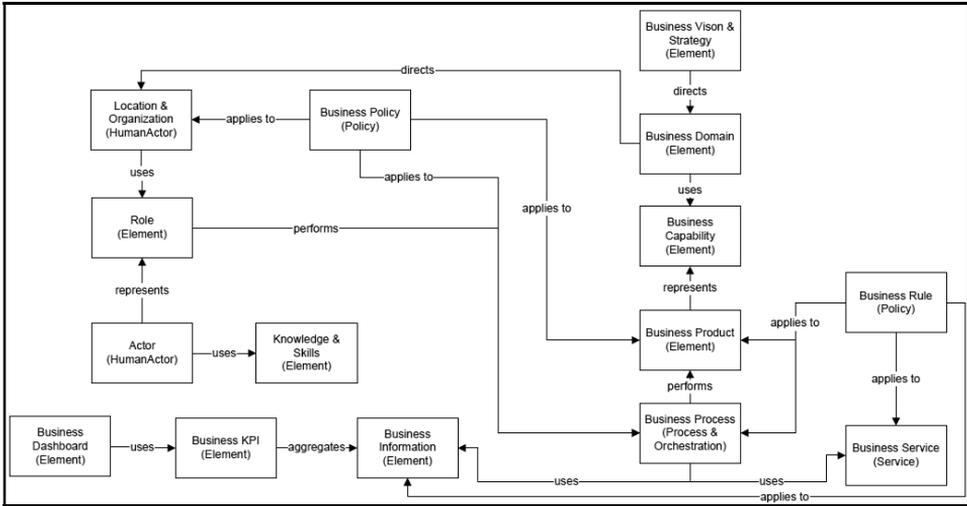 Business Vison &
Strategy
(Element)
directs
directs
Location &
Organization
(HumanActor)
applies to
Business Policy
(Policy)
Business Domain
(Element)
uses
applies to
uses
Role
(Element)
performs
applies to
Business
Capability
(Element)
represents
represents
Business Rule
(Policy)
Actor
(HumanActor)
uses
Knowledge &
Skills
(Element)
Business Product
(Element)
applies to
performs
applies to
Business
Dashboard
(Element)
uses
Business KPI
(Element)
aggregates
Business
Information
(Element)
Business Process
(Process &
Orchestration)
Business Service
(Service)
uses
uses
applies to